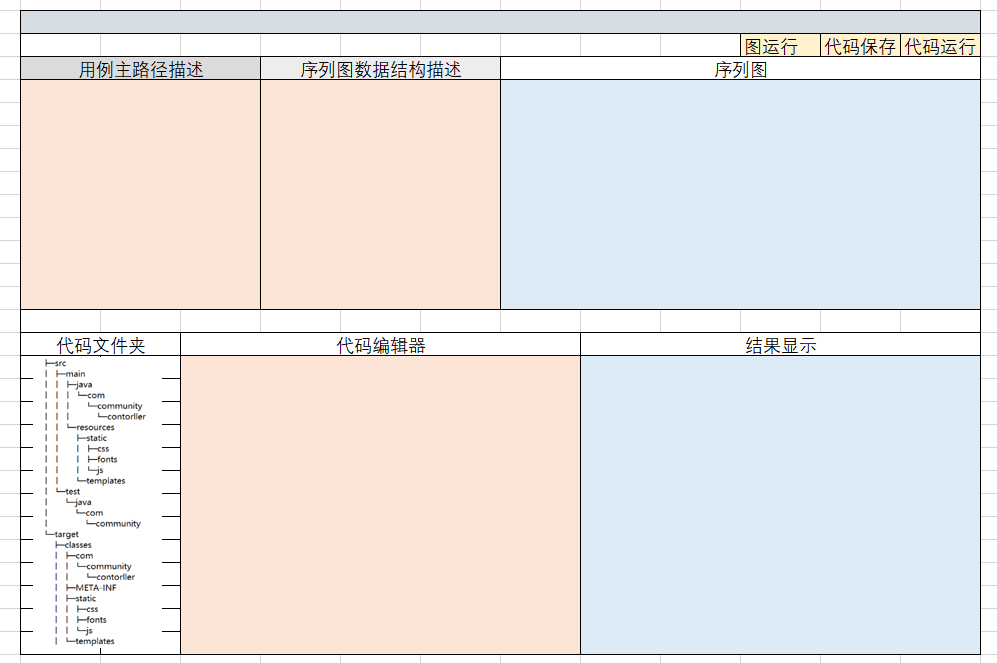 图运行 代码保存 代码运行
用例主路径描述 序列图数据结构描述 序列图
代码文件夹 代码编辑器 结果显示
├─src
│ ├─main
│ │ ├─java
│ │ │ └─com
│ │ │   └─community
│ │ │     └─contorller
│ │ └─resources
│ │   ├─static
│ │   │ ├─css
│ │   │ ├─fonts
│ │   │ └─js
│ │   └─templates
│ └─test
│   └─java
│     └─com
│       └─community
└─target
  ├─classes
  │ ├─com
  │ │ └─community
  │ │   └─contorller
  │ ├─META-INF
  │ ├─static
  │ │ ├─css
  │ │ ├─fonts
  │ │ └─js
  │ └─templates